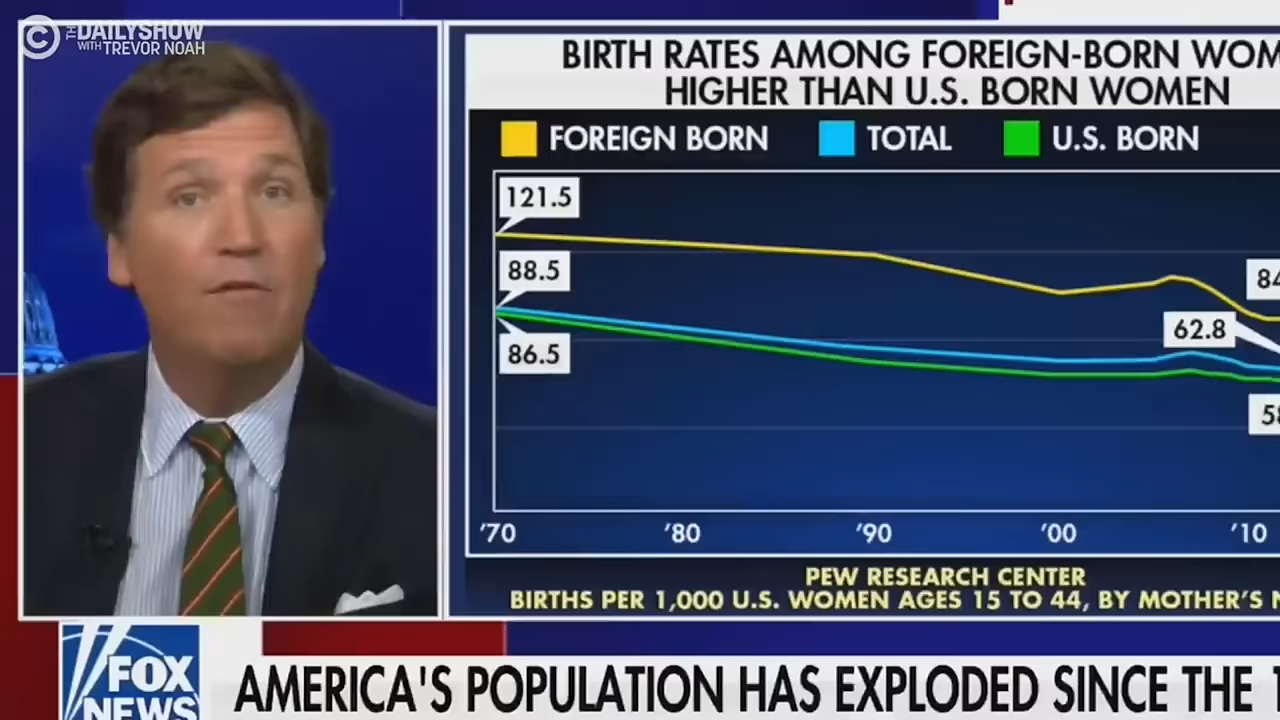 THE DAILY SHOW
WITH TREVOR NOAH
BIRTH RATES AMONG FOREIGN-BORN
HIGHER THAN U.S. BORN WOMEN
FOREIGN BORN
TOTAL
U.S. BORN
121.5
88.5
62.8
86.5
'70
'80
'90
'00
'10
PEW RESEARCH CENTER
BIRTHS PER 1,000 U.S. WOMEN AGES 15 TO 44, BY MOTHER'S
FOX
NEWS
AMERICA'S POPULATION HAS EXPLODED SINCE THE